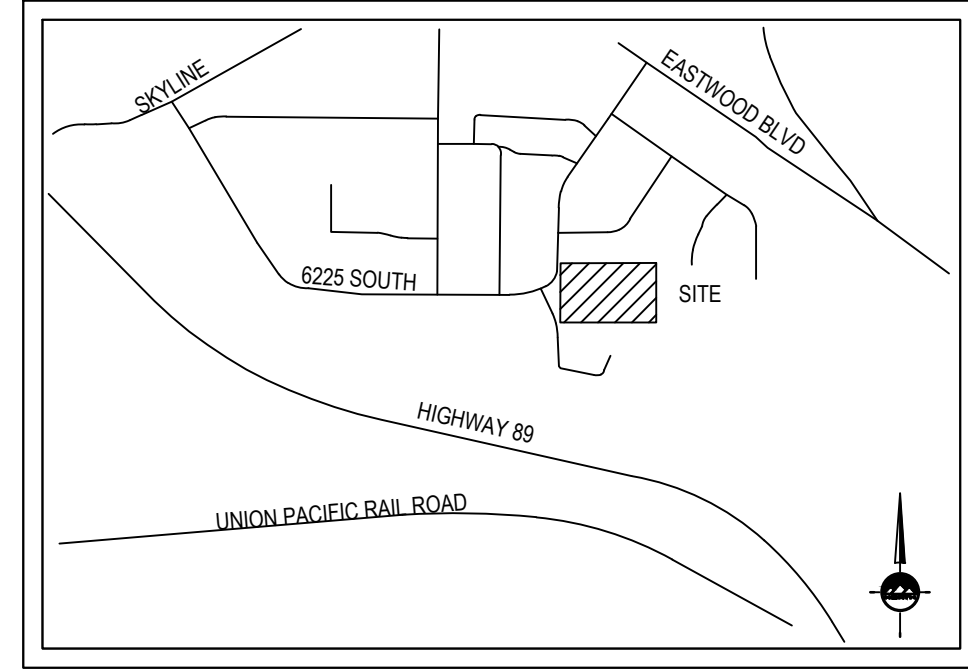 SKYLINE
EASTWOOD BLVD
6225 SOUTH
SITE
HIGHWAY 89
UNION PACIFIC RAIL ROAD